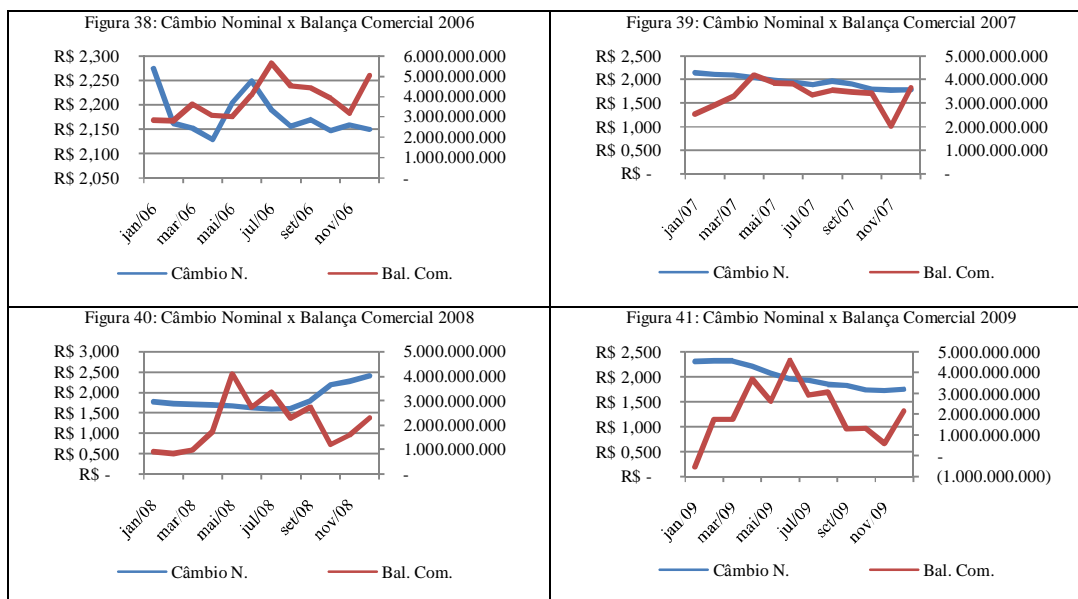 Figura 38: Câmbio Nominal x Balança Comercial 2006
R$ 2,300
R$ 2,250
R$ 2,200
R$ 2,150
R$ 2,100
R$ 2,050
6.000.000.000
5.000.000.000
4.000.000.000
3.000.000.000
2.000.000.000
1.000.000.000
-
jan/06
mar/06
mai/06
jul/06
set/06
nov/06
Câmbio N.
Bal. Com.
Figura 39: Câmbio Nominal x Balança Comercial 2007
R$ 2,500
R$ 2,000
R$ 1,500
R$ 1,000
R$ 0,500
R$ -
5.000.000.000
4.000.000.000
3.000.000.000
2.000.000.000
1.000.000.000
-
jan/07
mar/07
mai/07
jul/07
set/07
nov/07
Câmbio N.
Bal. Com.
Figura 40: Câmbio Nominal x Balança Comercial 2008
R$ 3,000
R$ 2,500
R$ 2,000
R$ 1,500
R$ 1,000
R$ 0,500
R$ -
5.000.000.000
4.000.000.000
3.000.000.000
2.000.000.000
1.000.000.000
-
jan/08
mar/08
mai/08
jul/08
set/08
nov/08
Câmbio N.
Bal. Com.
Figura 41: Câmbio Nominal x Balança Comercial 2009
R$ 2,500
R$ 2,000
R$ 1,500
R$ 1,000
R$ 0,500
R$ -
5.000.000.000
4.000.000.000
3.000.000.000
2.000.000.000
1.000.000.000
-
(1.000.000.000)
jan/09
mar/09
mai/09
jul/09
set/09
nov/09
Câmbio N.
Bal. Com.